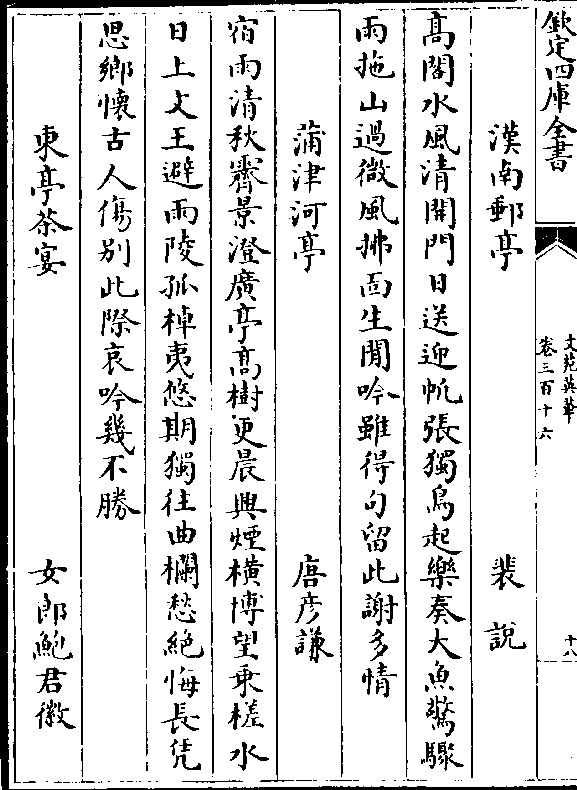 欽定四庫全書
文苑英華
卷三百十六
十八
漢南郵亭 裴說
高閣水風清開門日送迎帆張獨鳥起樂奏大魚驚驟
雨拖山過微風拂面生閒吟雖得句留此謝多情
蒲津河亭 唐彥謙
宿雨清秋霽景澄廣亭高樹更晨興煙橫博望乗槎水
日上文王避雨陵孤棹夷悠期獨往曲欄愁絶悔長凭
思鄉懷古人傷别此際哀吟幾不勝
東亭茶宴 女郎鮑君徽